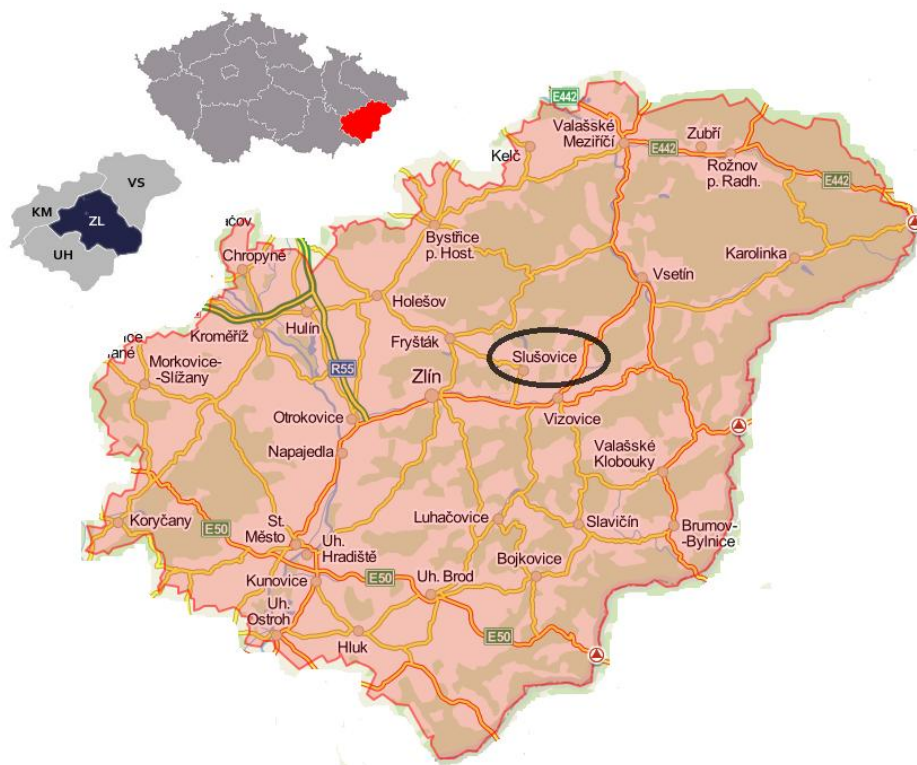 E442
Valašské
Meziříčí
Zubří
Kelč
E442
Rožnov
p. Radh.
E442
VS
KM
ZL
UH
Bystřice
p. Host.
Chropyně
Karolinka
Vsetín
Holešov
Hulín
Kroměříž
Fryšták
Slušovice
Morkovice-
-Slížany
R55
Zlín
Otrokovice
Vizovice
Napajedla
Valašské
Klobouky
Luhačovice
Slavičín
Koryčany
E50
St.
Město
Uh.
Hradiště
Brumov-
-Bylnice
Bojkovice
Kunovice
E50
Uh. Brod
Uh.
Ostroh
Hluk
E50